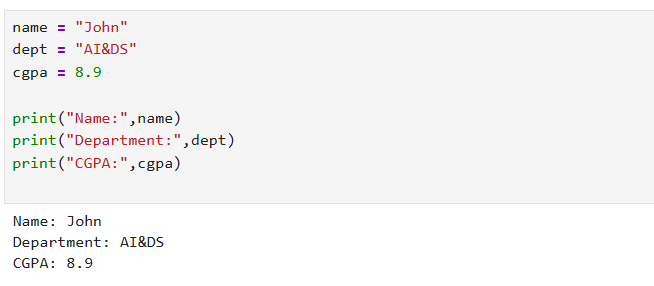 name = "John"
dept = "AI&DS"
cgpa = 8.9
print("Name:",name)
print("Department:",dept)
print("CGPA:",cgpa)
Name: John
Department: AI&DS
CGPA: 8.9